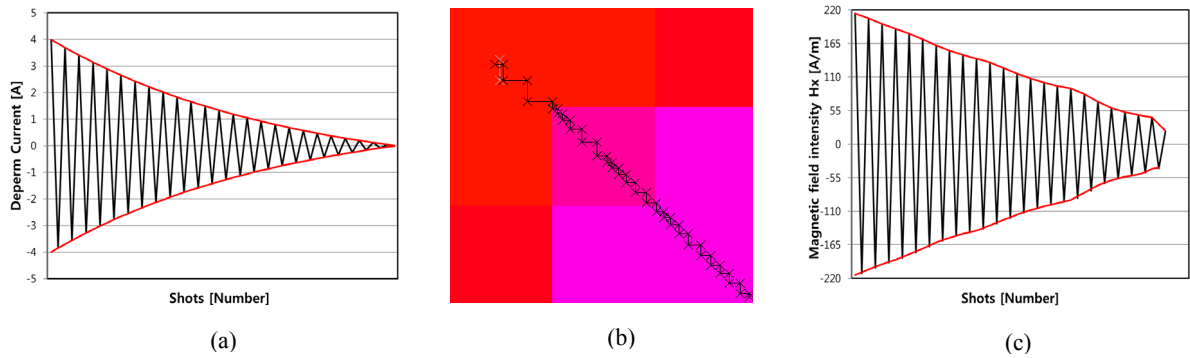 5
4
3
2
1
0
-1
-2
-3
-4
-5
Deperm Current [A]
Shots [Number]
(a)
(b)
220
165
110
55
0
-55
-110
-165
-220
Magnetic field intensity Hx [A/m]
Shots [Number]
(c)